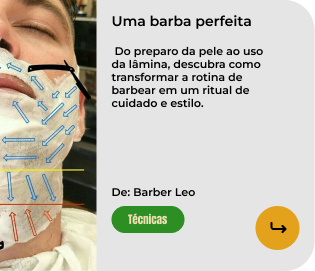 Uma barba perfeita
Do preparo da pele ao uso
da lâmina, descubra como
transformar a rotina de
barbear em um ritual de
cuidado e estilo.
De: Barber Leo
Técnicas